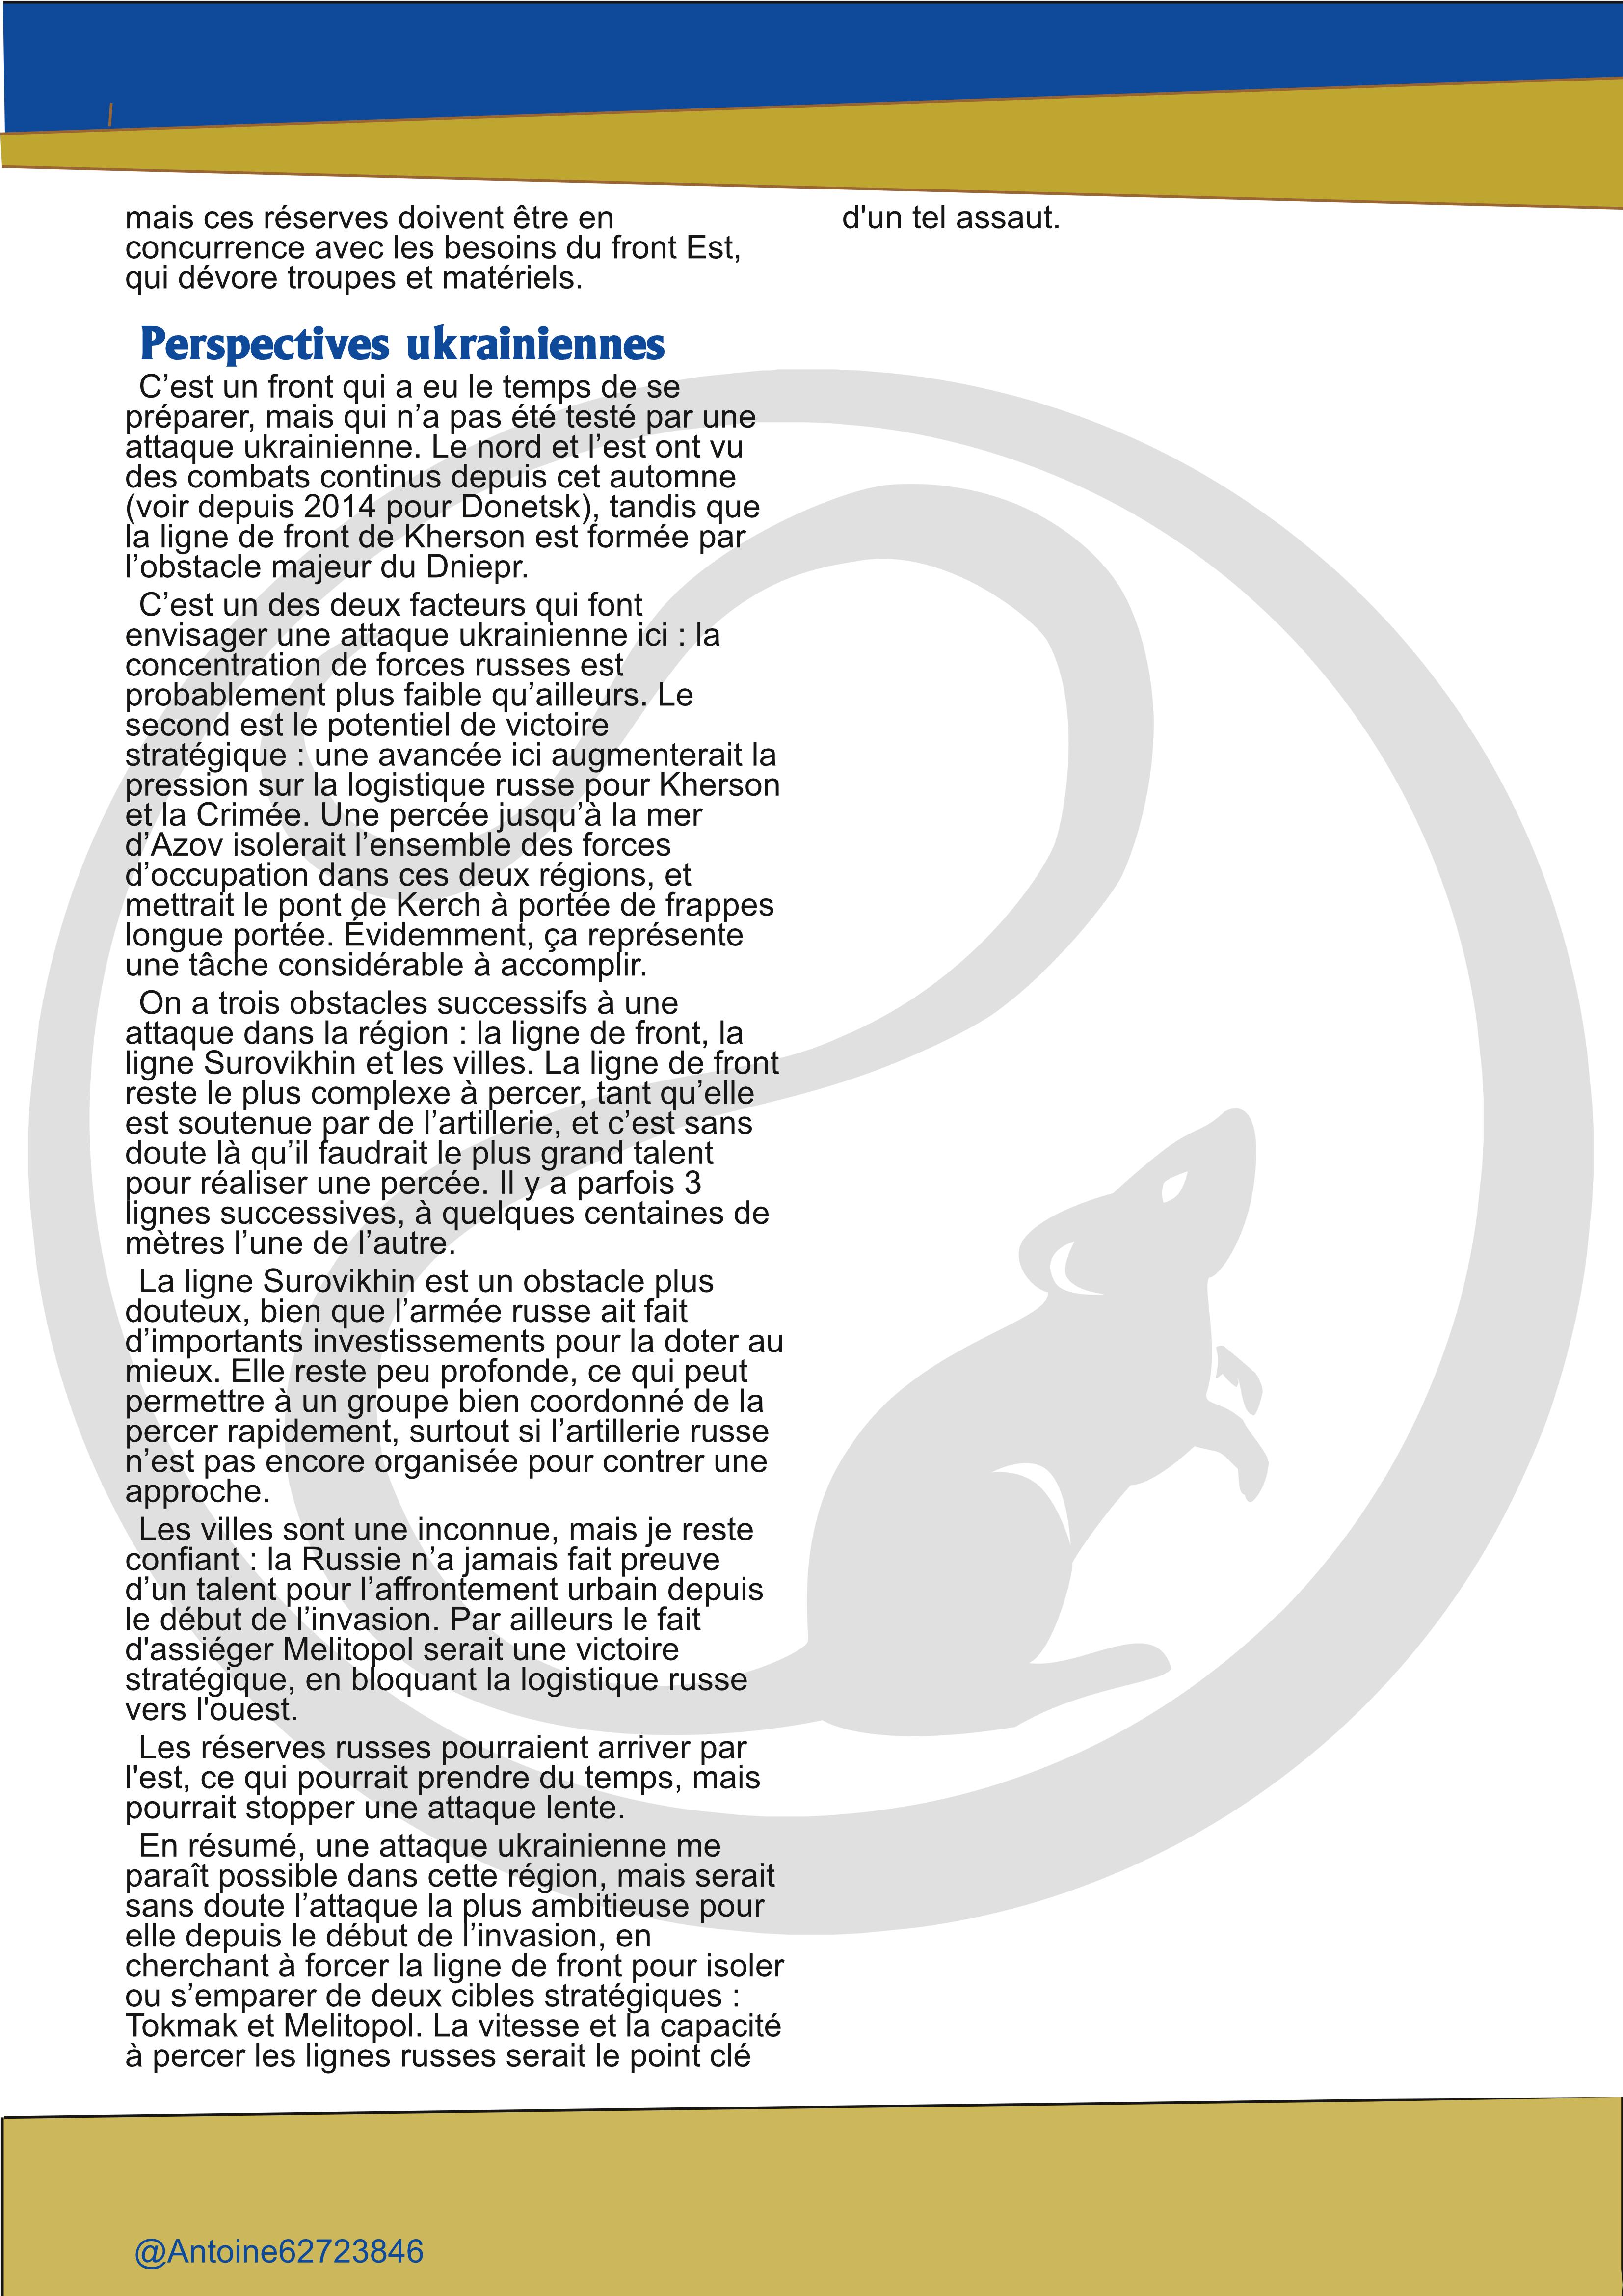 mais ces réserves doivent être en
concurrence avec les besoins du front Est,
qui dévore troupes et matériels.
Perspectives ukrainiennes
C’est un front qui a eu le temps de se
préparer, mais qui n’a pas été testé par une
attaque ukrainienne. Le nord et l’est ont vu
des combats continus depuis cet automne
(voir depuis 2014 pour Donetsk), tandis que
la ligne de front de Kherson est formée par
l’obstacle majeur du Dniepr.
C’est un des deux facteurs qui font
envisager une attaque ukrainienne ici : la
concentration de forces russes est
probablement plus faible qu’ailleurs. Le
second est le potentiel de victoire
stratégique : une avancée ici augmenterait la
pression sur la logistique russe pour Kherson
et la Crimée. Une percée jusqu’à la mer
d’Azov isolerait l’ensemble des forces
d’occupation dans ces deux régions, et
mettrait le pont de Kerch à portée de frappes
longue portée. Évidemment, ça représente
une tâche considérable à accomplir.
On a trois obstacles successifs à une
attaque dans la région : la ligne de front, la
ligne Surovikhin et les villes. La ligne de front
reste le plus complexe à percer, tant qu’elle
est soutenue par de l’artillerie, et c’est sans
doute là qu’il faudrait le plus grand talent
pour réaliser une percée. Il y a parfois 3
lignes successives, à quelques centaines de
mètres l’une de l’autre.
La ligne Surovikhin est un obstacle plus
douteux, bien que l’armée russe ait fait
d’importants investissements pour la doter au
mieux. Elle reste peu profonde, ce qui peut
permettre à un groupe bien coordonné de la
percer rapidement, surtout si l’artillerie russe
n’est pas encore organisée pour contrer une
approche.
Les villes sont une inconnue, mais je reste
confiant : la Russie n’a jamais fait preuve
d’un talent pour l’affrontement urbain depuis
le début de l’invasion. Par ailleurs le fait
d'assiéger Melitopol serait une victoire
stratégique, en bloquant la logistique russe
vers l'ouest.
Les réserves russes pourraient arriver par
l'est, ce qui pourrait prendre du temps, mais
pourrait stopper une attaque lente.
En résumé, une attaque ukrainienne me
paraît possible dans cette région, mais serait
sans doute l’attaque la plus ambitieuse pour
elle depuis le début de l’invasion, en
cherchant à forcer la ligne de front pour isoler
ou s’emparer de deux cibles stratégiques :
Tokmak et Melitopol. La vitesse et la capacité
à percer les lignes russes serait le point clé
d'un tel assaut.
@Antoine62723846